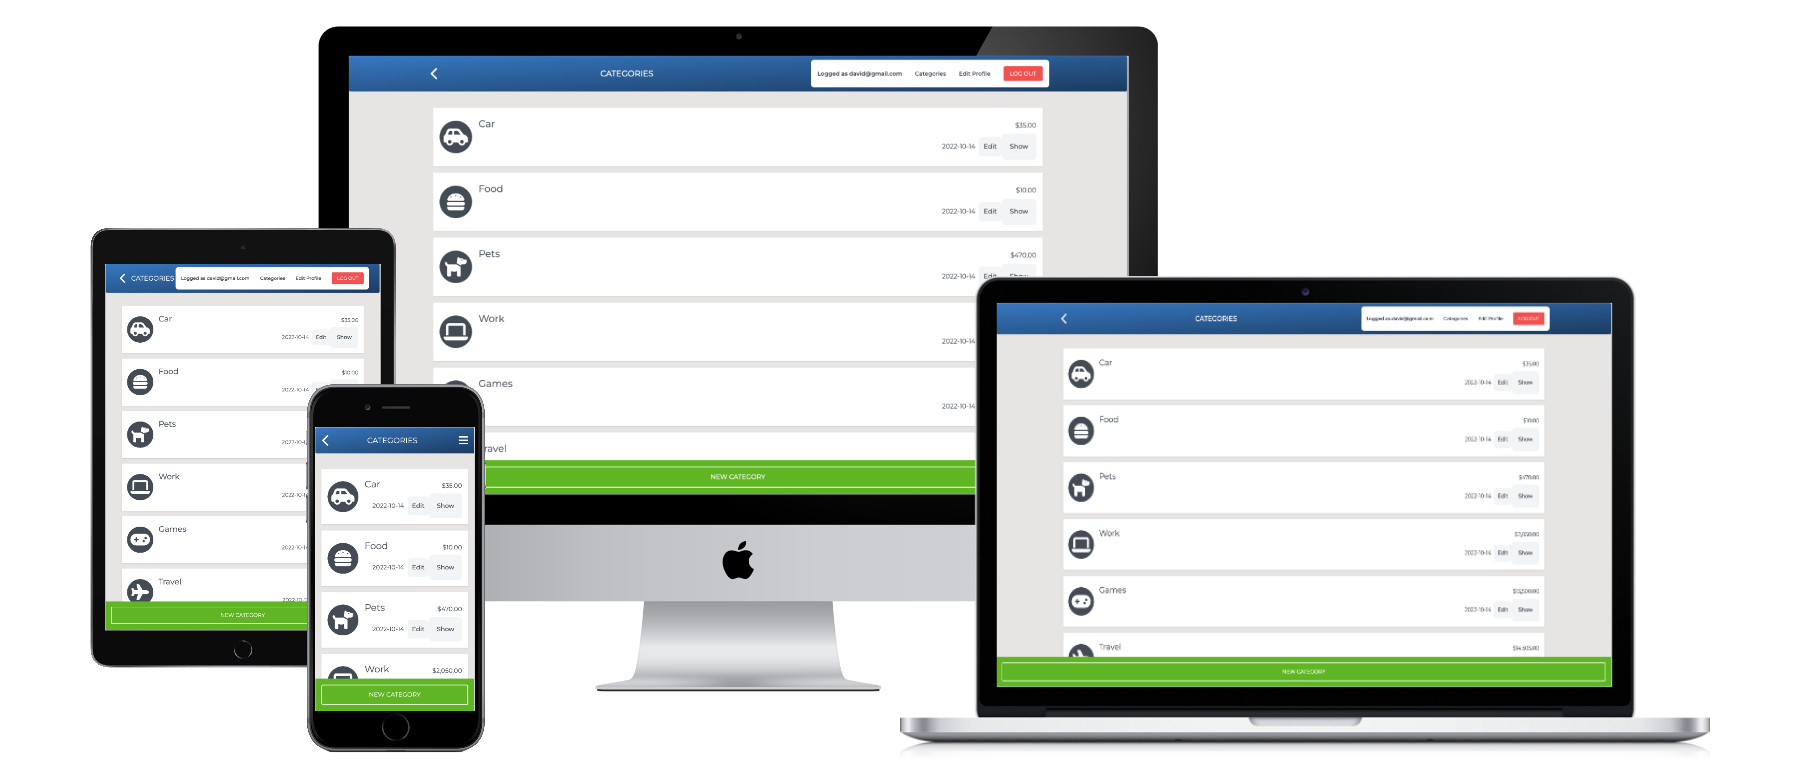 CATEGORIES
Logged as david@gmail.com Categories Edit Profile LOG OUT
Car
$35.00
2022-10-14 Edit Show
Food
$10.00
2022-10-14 Edit Show
Pets
$470.00
2022-10-14 Edit Show
Work
2022-10-14
Games
2022-10-14
ravel
NEW CATEGORY
CATEGORIES Logged as david@gmail.com Categories Edit Profile LOG OUT
Car
$35.00
2022-10-14 Edit Show
Food
$10.00
2022-10-14
Pets
2022-10-1
Work
2022-10-1
Games
2022-10-1
Travel
2022-10-1
NEW CATEGORY
CATEGORIES
Car
$35.00
2022-10-14 Edit Show
Food
$10.00
2022-10-14 Edit Show
Pets
$470.00
2022-10-14 Edit Show
Work
$2,050.00
NEW CATEGORY
CATEGORIES
Logged as david@gmail.com Categories Edit Profile LOG OUT
Car
$35.00
2022-10-14 Edit Show
Food
$10.00
2022-10-14 Edit Show
Pets
$470.00
2022-10-14 Edit Show
Work
$2,050.00
2022-10-14 Edit Show
Games
2022-10-14 Edit Show
Travel
NEW CATEGORY